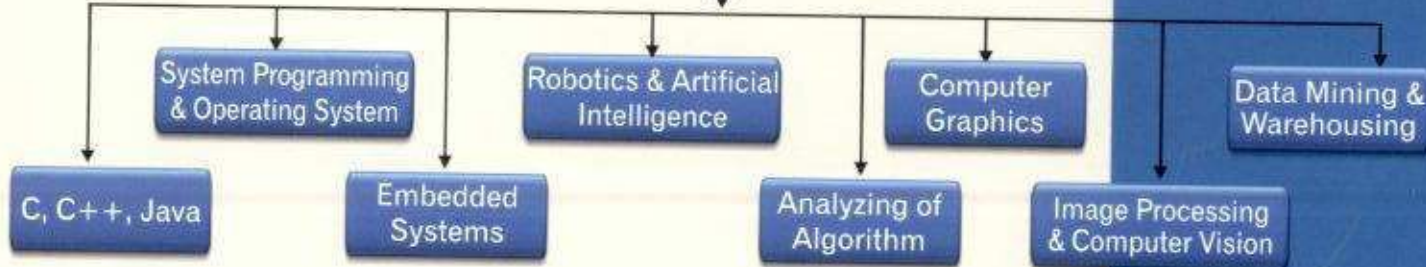 System Programming
& Operating System
Robotics & Artificial
Intelligence
Computer
Graphics
Data Mining &
Warehousing
C, C++, Java
Embedded
Systems
Analyzing of
Algorithm
Image Processing
& Computer Vision